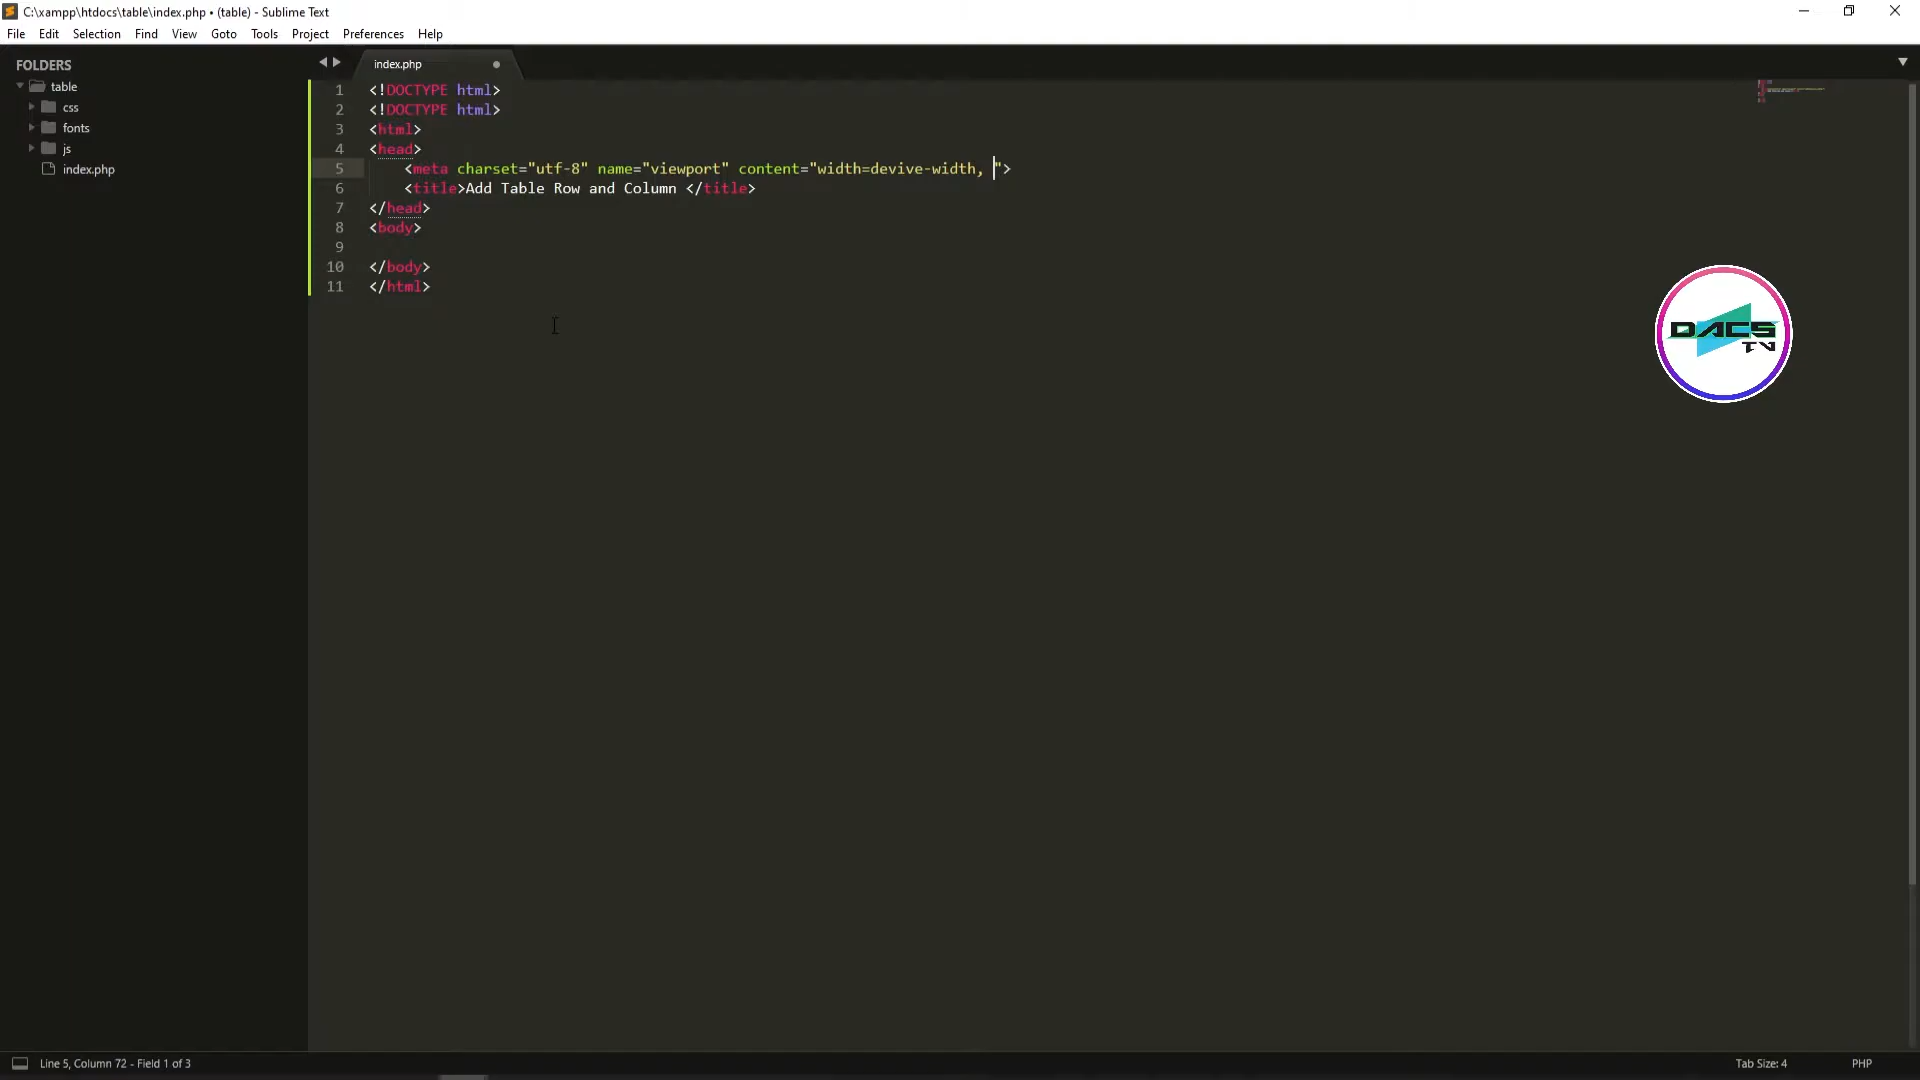 C:\xampp\htdocs\table\index.php • (table) - Sublime Text
File Edit Selection Find View Goto Tools Project Preferences Help
FOLDERS
table
css
fonts
js
index.php
index.php
1 <!DOCTYPE html>
2 <!DOCTYPE html>
3 <html>
4 <head>
5 <meta charset="utf-8" name="viewport" content="width=devive-width, ">
6 <title>Add Table Row and Column </title>
7 </head>
8 <body>
9
10 </body>
11 </html>
DACS
TV
Line 5, Column 72 - Field 1 of 3
Tab Size: 4
PHP